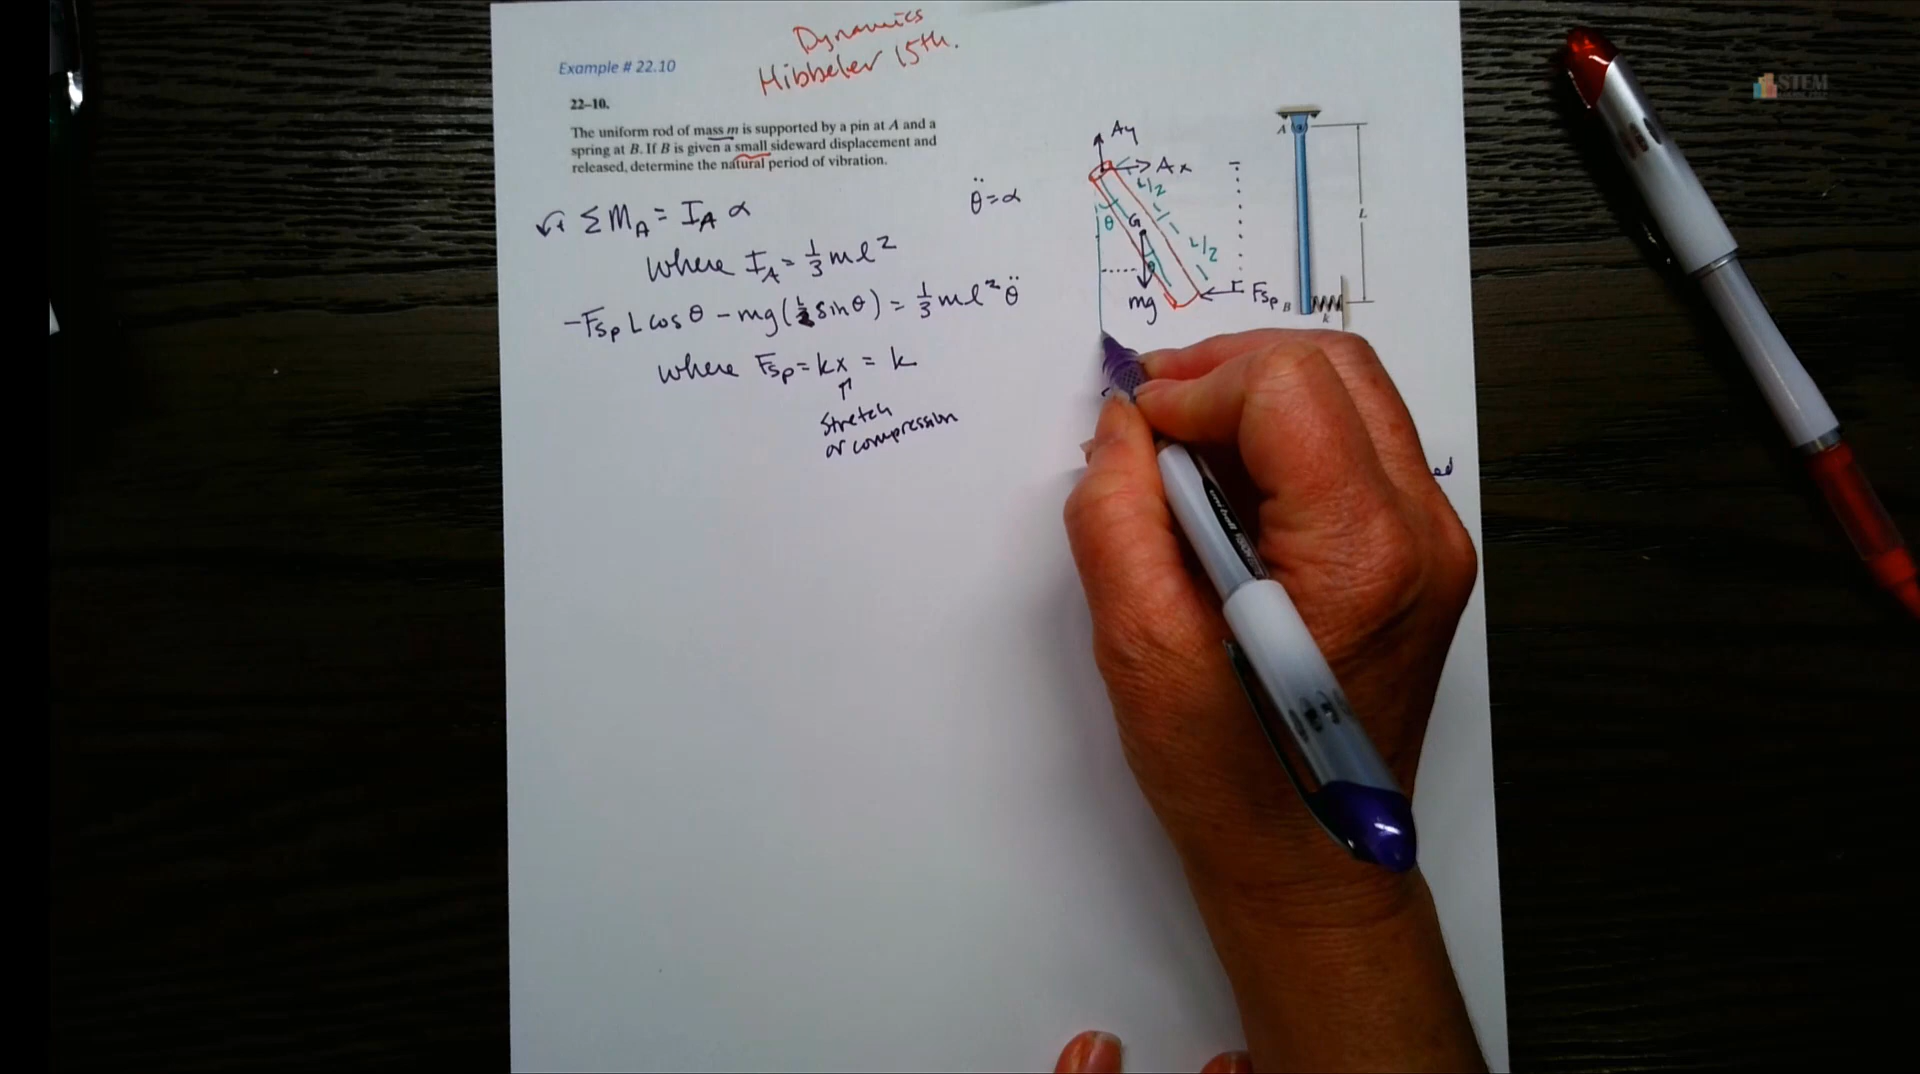 Dynamics
Hibbeler 15th.
Example # 22.10
22–10.
The uniform rod of mass m is supported by a pin at A and a
spring at B. If B is given a small sideward displacement and
released, determine the natural period of vibration.
ΣM_A = I_A α
θ̈ = α
where I_A = 1/3 ml²
-F_sp L cos θ - mg(L/2 sin θ) = 1/3 ml² θ̈
where F_sp = kx = k
↑
stretch
or compression
Ay
Ax
L/2
θ
G
L/2
θ
mg
Fsp
A
L
B
k
STEM